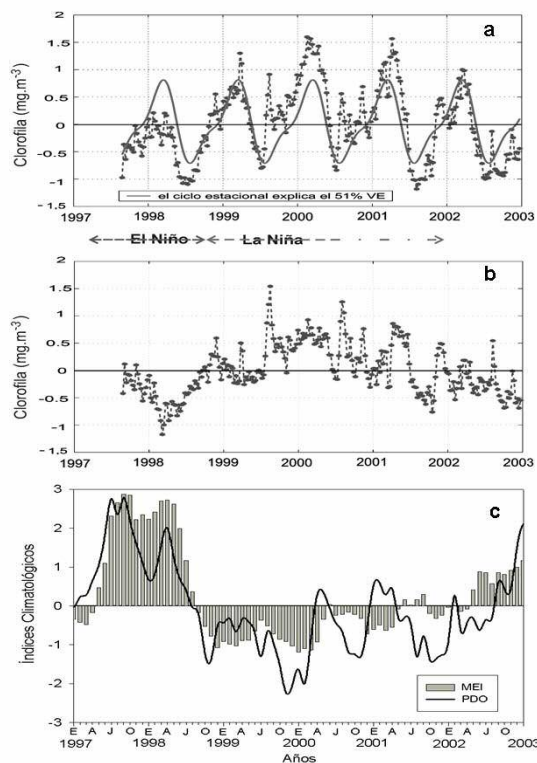 a
2
1.5
1
0.5
0
-0.5
-1
-1.5
Clorofila (mg.m-³)
el ciclo estacional explica el 51% VE
1997 1998 1999 2000 2001 2002 2003
El Niño La Niña
b
2
1.5
1
0.5
0
-0.5
-1
-1.5
Clorofila (mg.m-³)
1997 1998 1999 2000 2001 2002 2003
c
3
2
1
0
-1
-2
-3
Índices Climatológicos
MEI
PDO
E A J O E A J O E A J O E A J O E A J O E A J O
1997 1998 1999 2000 2001 2002 2003
Años